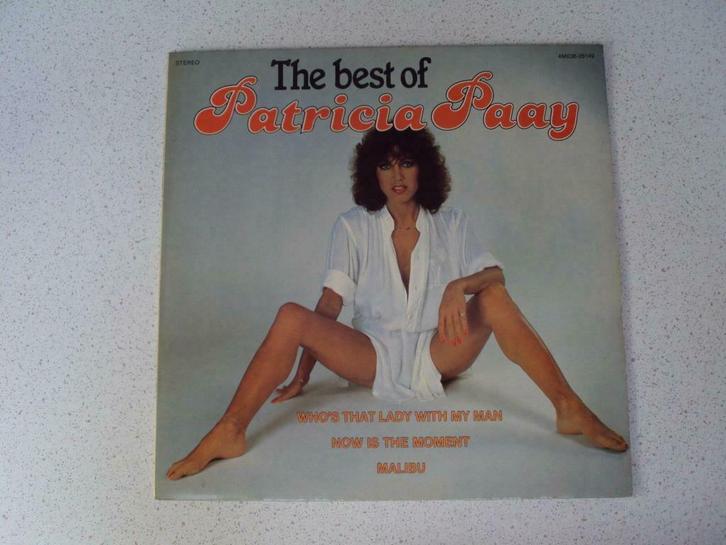 STEREO
The best of
Patricia Paay
WHO'S THAT LADY WITH MY MAN
NOW IS THE MOMENT
MALIBU